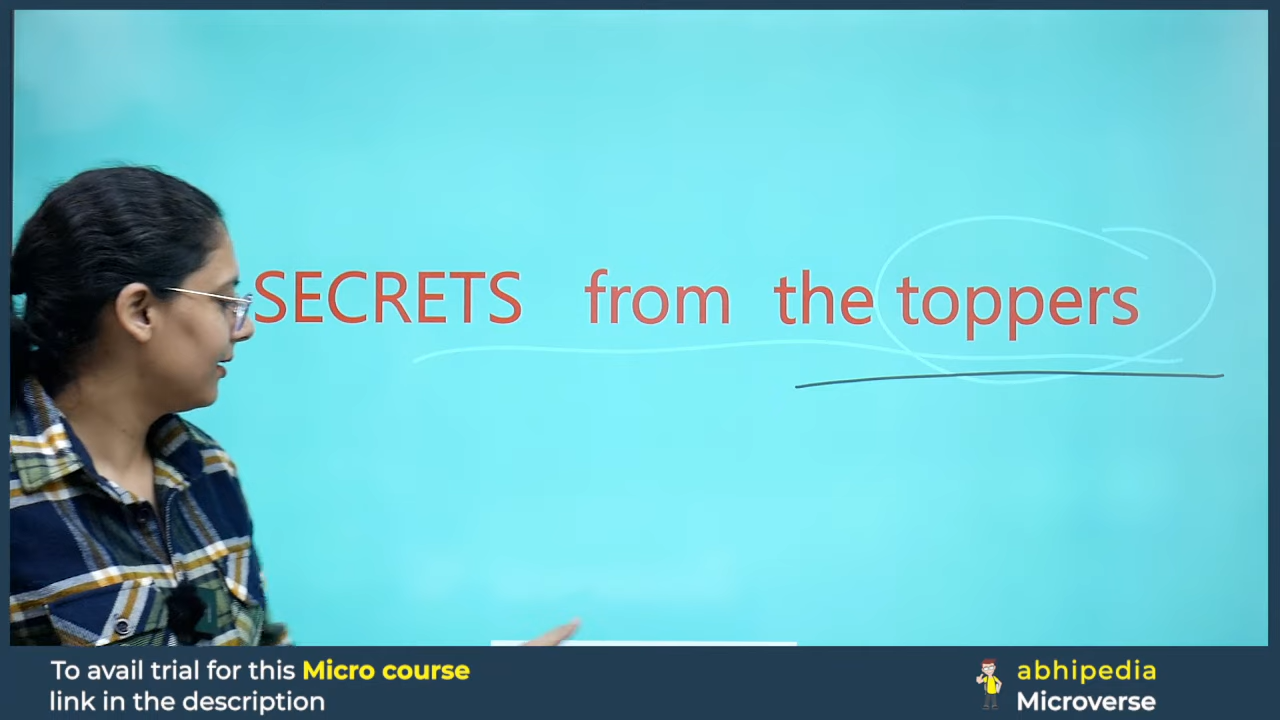 SECRETS from the toppers
To avail trial for this Micro course
link in the description
abhipedia
Microverse